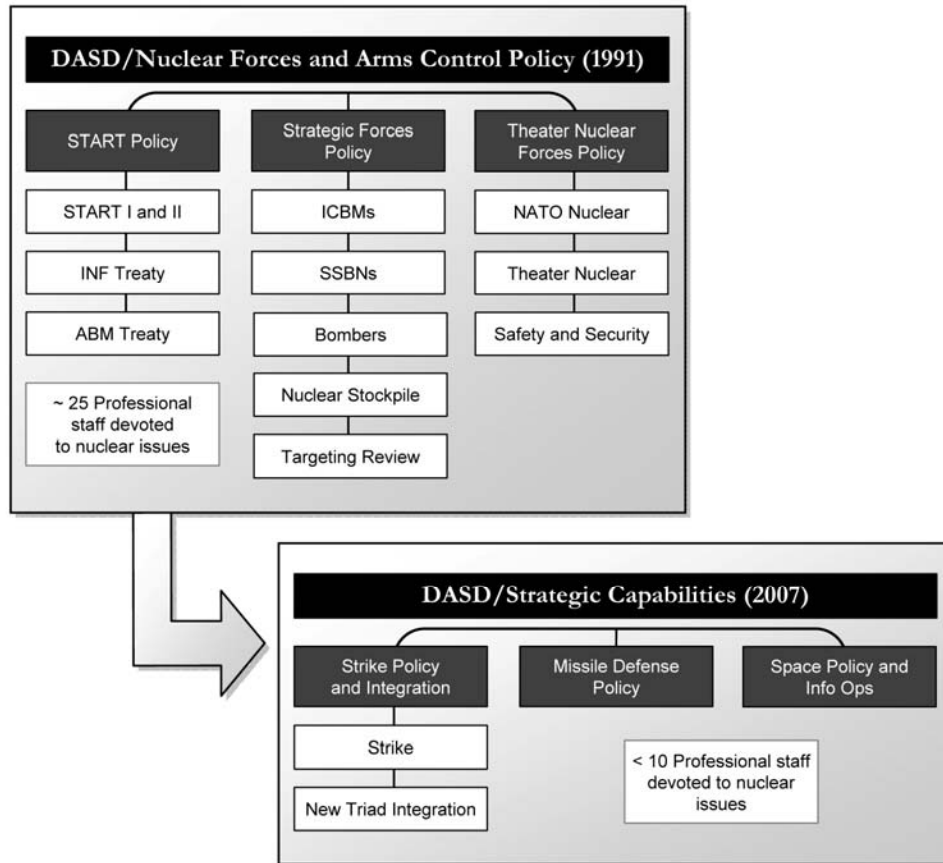 DASD/Nuclear Forces and Arms Control Policy (1991)
START Policy
START I and II
INF Treaty
ABM Treaty
~ 25 Professional
staff devoted
to nuclear issues
Strategic Forces
Policy
ICBMs
SSBNs
Bombers
Nuclear Stockpile
Targeting Review
Theater Nuclear
Forces Policy
NATO Nuclear
Theater Nuclear
Safety and Security
DASD/Strategic Capabilities (2007)
Strike Policy
and Integration
Strike
New Triad Integration
Missile Defense
Policy
Space Policy and
Info Ops
< 10 Professional staff
devoted to nuclear
issues